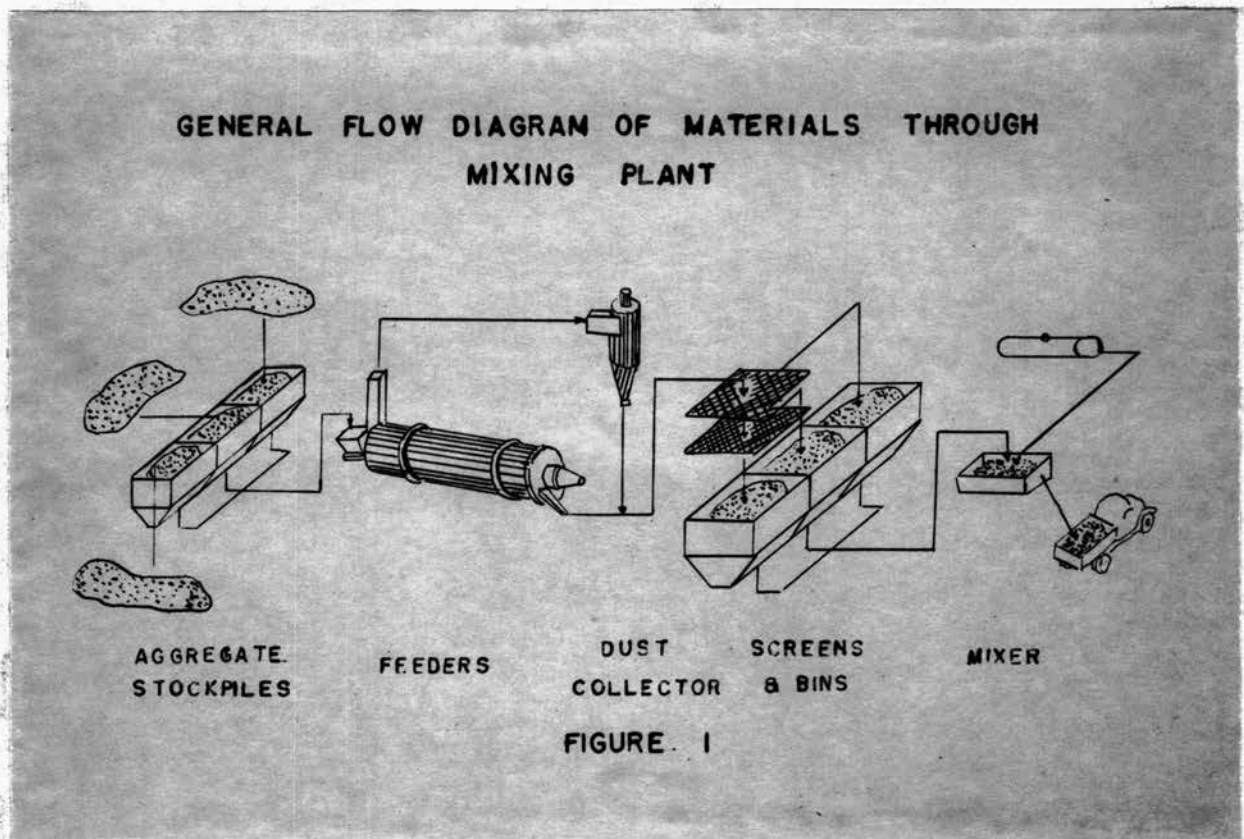 GENERAL FLOW DIAGRAM OF MATERIALS THROUGH
MIXING PLANT
AGGREGATE
STOCKPILES
FEEDERS
DUST
COLLECTOR
SCREENS
& BINS
MIXER
FIGURE. 1